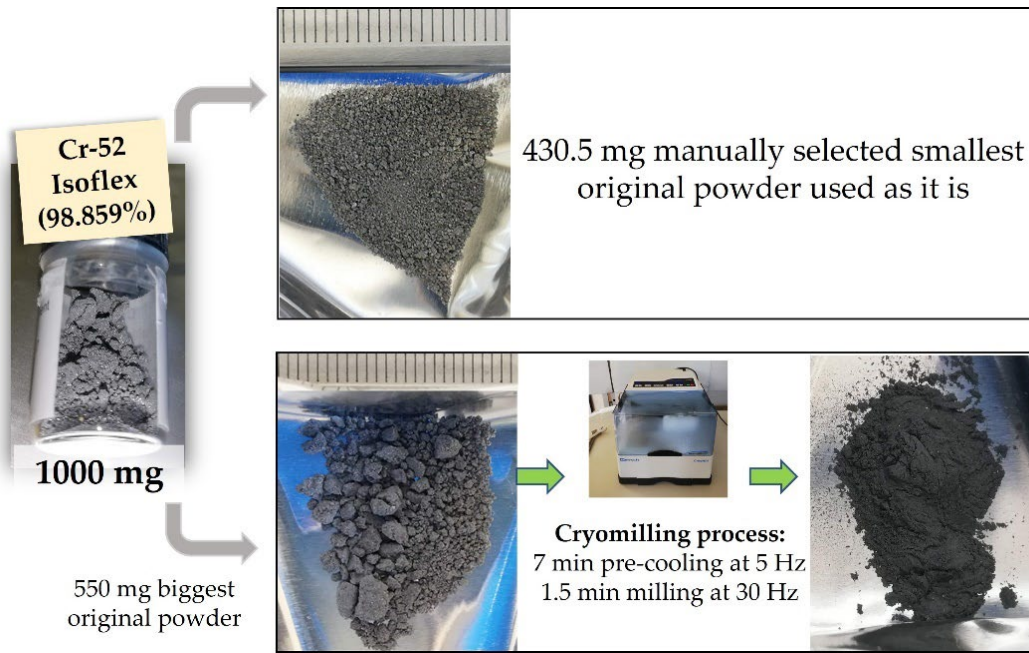 Cr-52
Isoflex
(98.859%)
1000 mg
430.5 mg manually selected smallest
original powder used as it is
550 mg biggest
original powder
Cryomilling process:
7 min pre-cooling at 5 Hz
1.5 min milling at 30 Hz